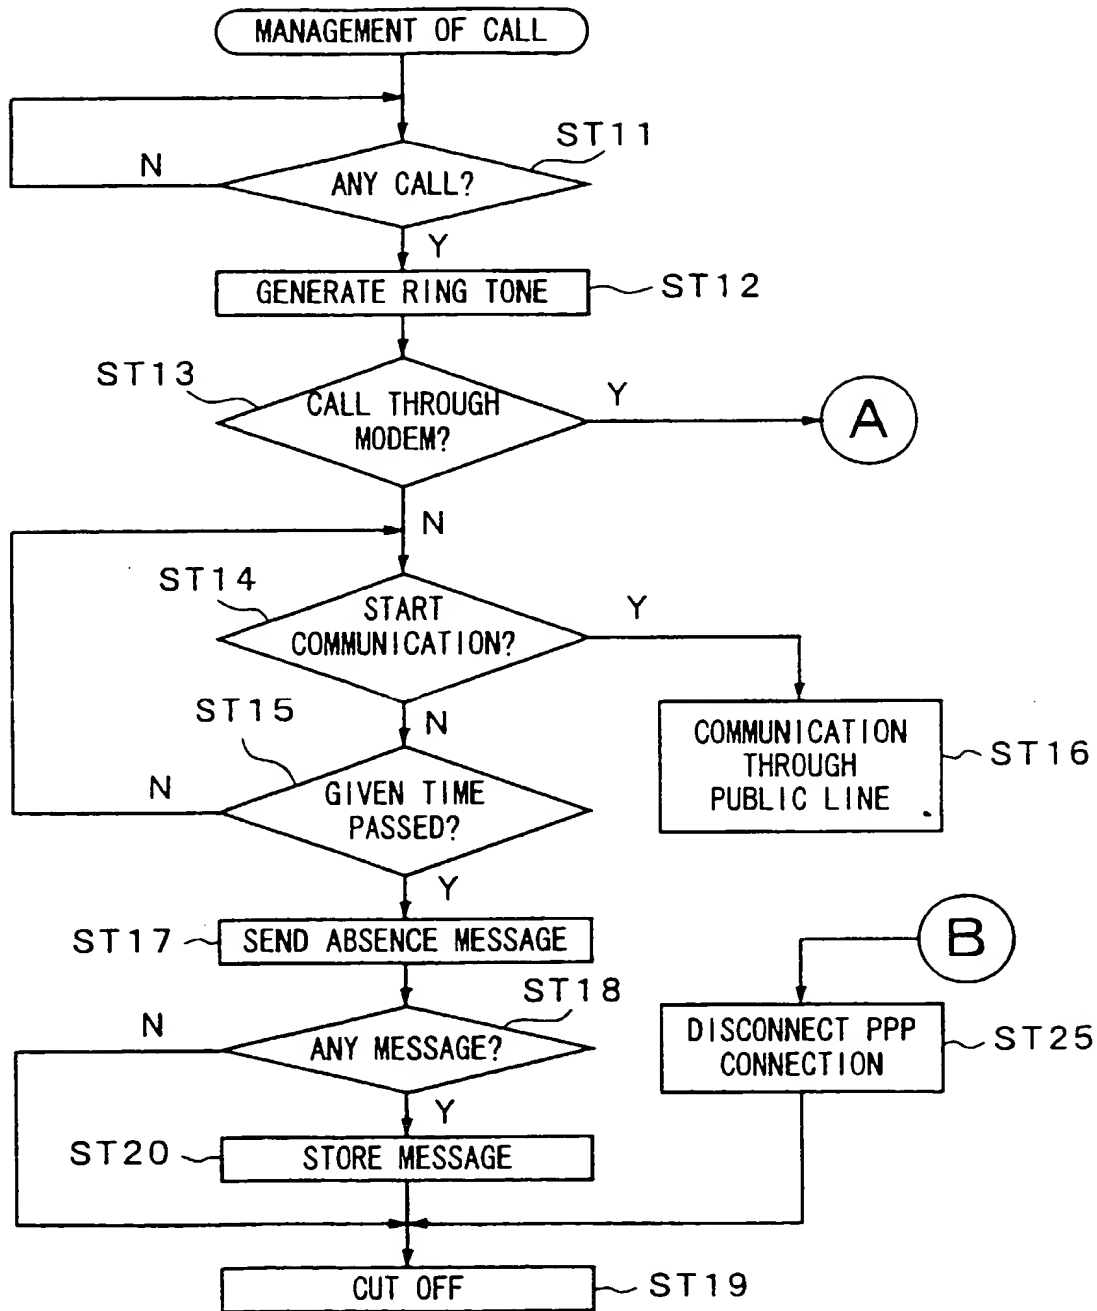 MANAGEMENT OF CALL
ST11
N
ANY CALL?
Y
GENERATE RING TONE
ST12
ST13
CALL THROUGH
MODEM?
Y
A
N
ST14
START
COMMUNICATION?
Y
ST15
N
COMMUNICATION
THROUGH
PUBLIC LINE
ST16
N
GIVEN TIME
PASSED?
Y
ST17
SEND ABSENCE MESSAGE
B
ST18
N
ANY MESSAGE?
DISCONNECT PPP
CONNECTION
ST25
Y
ST20
STORE MESSAGE
CUT OFF
ST19